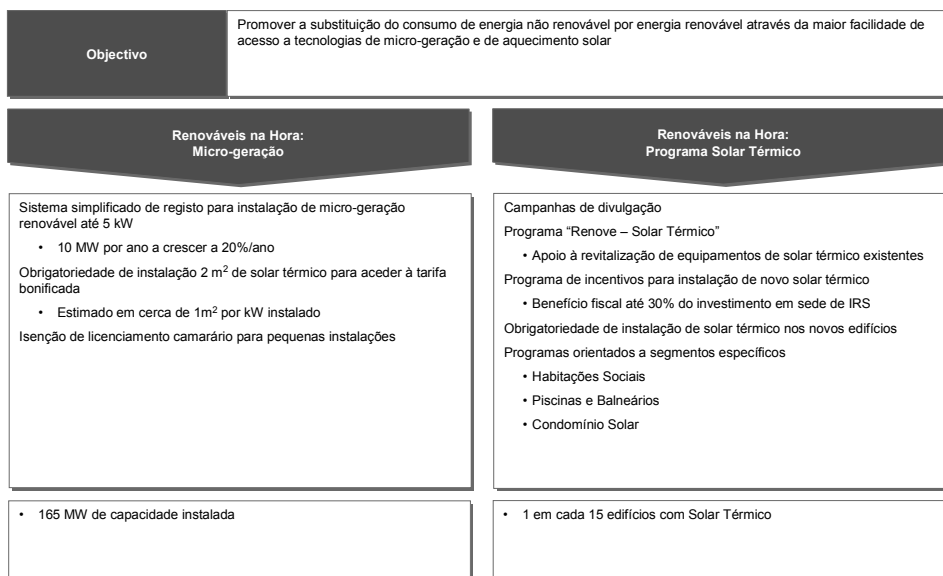 Objectivo
Promover a substituição do consumo de energia não renovável por energia renovável através da maior facilidade de
acesso a tecnologias de micro-geração e de aquecimento solar
Renováveis na Hora:
Micro-geração
Sistema simplificado de registo para instalação de micro-geração
renovável até 5 kW
• 10 MW por ano a crescer a 20%/ano
Obrigatoriedade de instalação 2 m² de solar térmico para aceder à tarifa
bonificada
• Estimado em cerca de 1m² por kW instalado
Isenção de licenciamento camarário para pequenas instalações
• 165 MW de capacidade instalada
Renováveis na Hora:
Programa Solar Térmico
Campanhas de divulgação
Programa “Renove – Solar Térmico”
• Apoio à revitalização de equipamentos de solar térmico existentes
Programa de incentivos para instalação de novo solar térmico
• Benefício fiscal até 30% do investimento em sede de IRS
Obrigatoriedade de instalação de solar térmico nos novos edifícios
Programas orientados a segmentos específicos
• Habitações Sociais
• Piscinas e Balneários
• Condomínio Solar
• 1 em cada 15 edifícios com Solar Térmico